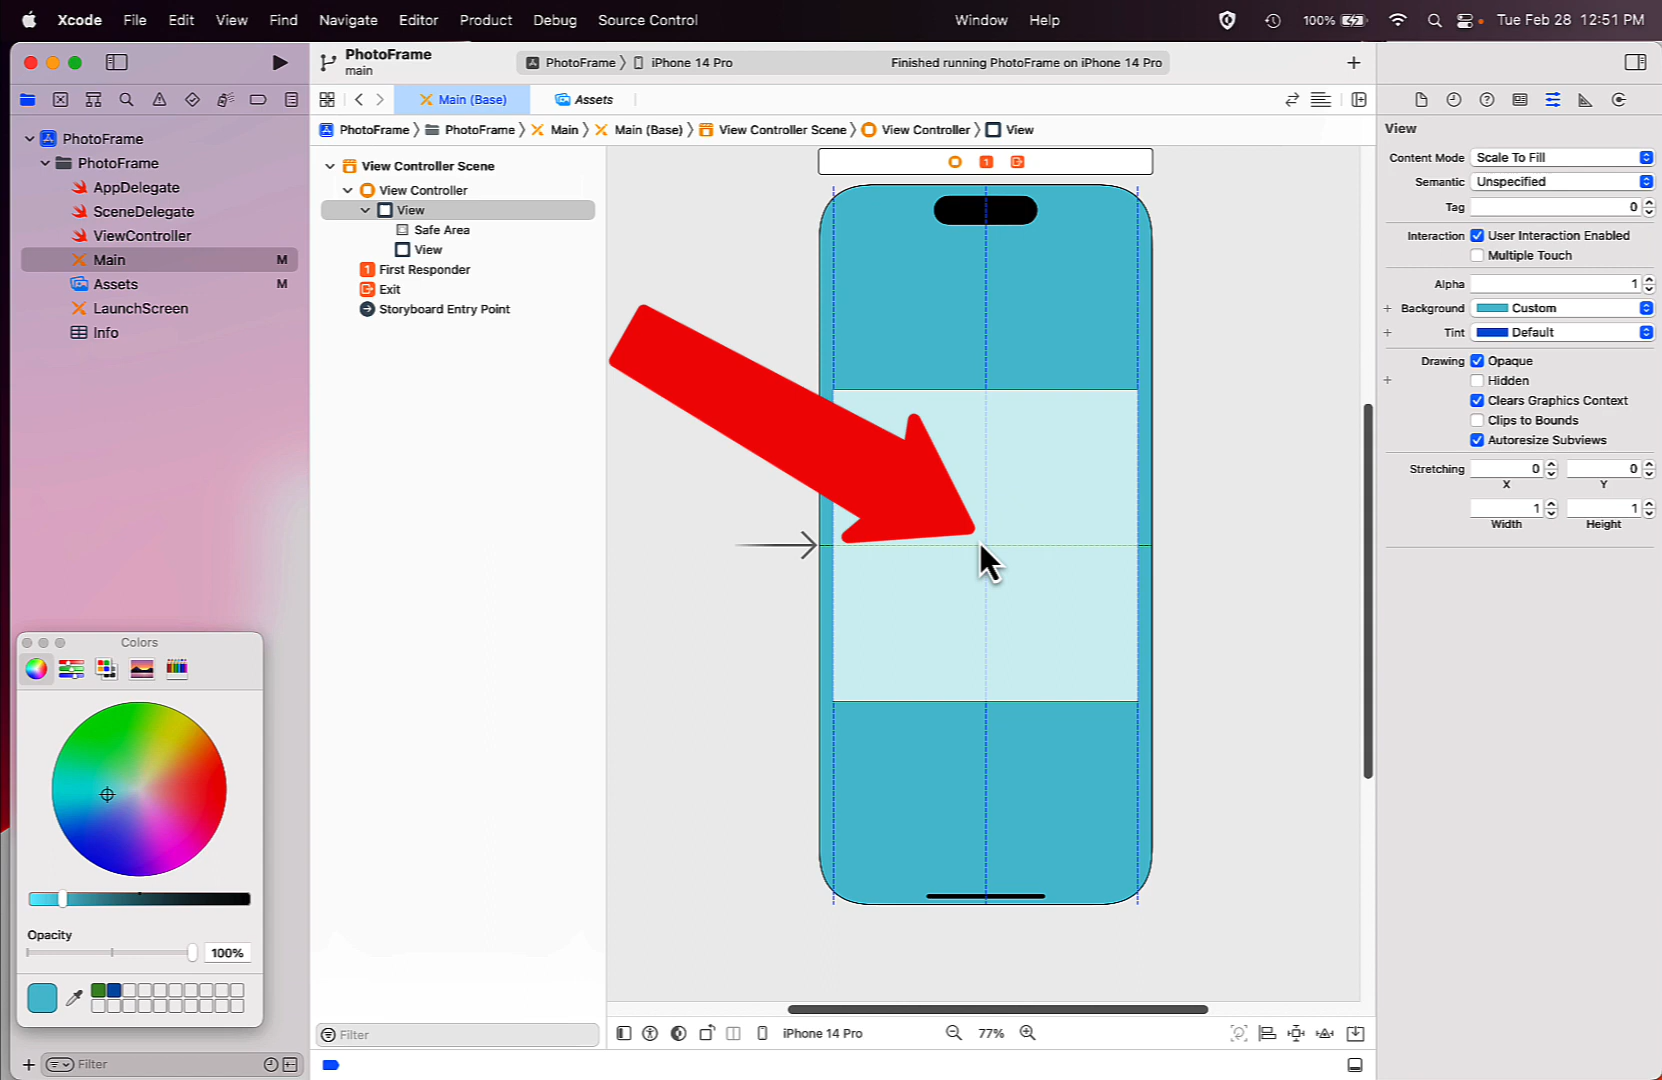 Xcode File Edit View Find Navigate Editor Product Debug Source Control Window Help 100% Tue Feb 28 12:51 PM
PhotoFrame
main
PhotoFrame iPhone 14 Pro Finished running PhotoFrame on iPhone 14 Pro
Main (Base) Assets
PhotoFrame PhotoFrame Main Main (Base) View Controller Scene View Controller View
PhotoFrame
PhotoFrame
AppDelegate
SceneDelegate
ViewController
Main M
Assets M
LaunchScreen
Info
View Controller Scene
View Controller
View
Safe Area
View
1 First Responder
Exit
Storyboard Entry Point
1
View
Content Mode Scale To Fill
Semantic Unspecified
Tag 0
Interaction User Interaction Enabled
Multiple Touch
Alpha 1
+ Background Custom
+ Tint Default
Drawing Opaque
+ Hidden
Clears Graphics Context
Clips to Bounds
Autoresize Subviews
Stretching 0 0
X Y
1 1
Width Height
Colors
Opacity
100%
+ Filter
Filter
iPhone 14 Pro 77%